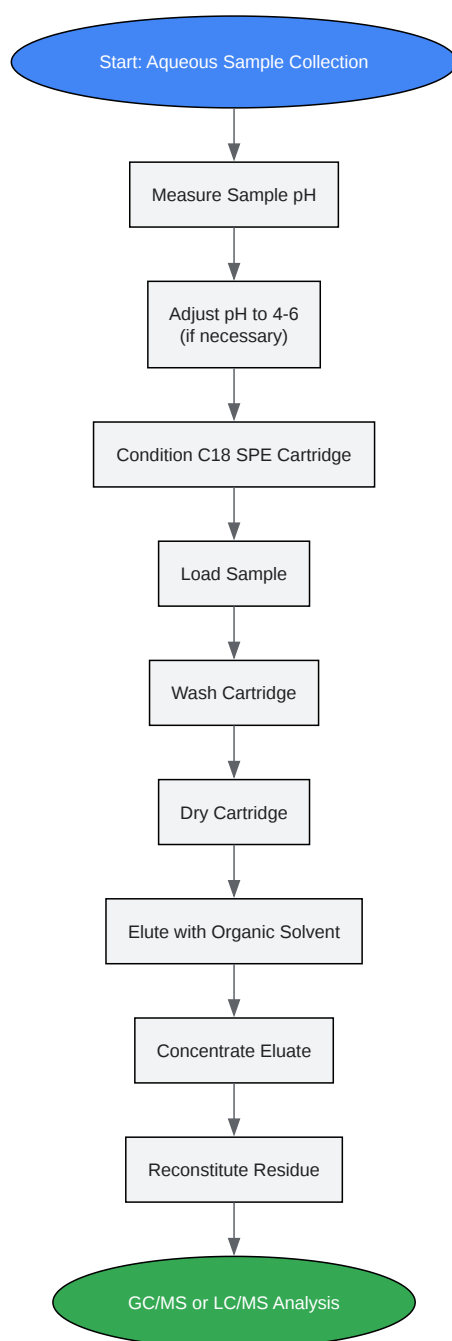 Start: Aqueous Sample Collection
Measure Sample pH
Adjust pH to 4-6
(if necessary)
Condition C18 SPE Cartridge
Load Sample
Wash Cartridge
Dry Cartridge
Elute with Organic Solvent
Concentrate Eluate
Reconstitute Residue
GC/MS or LC/MS Analysis